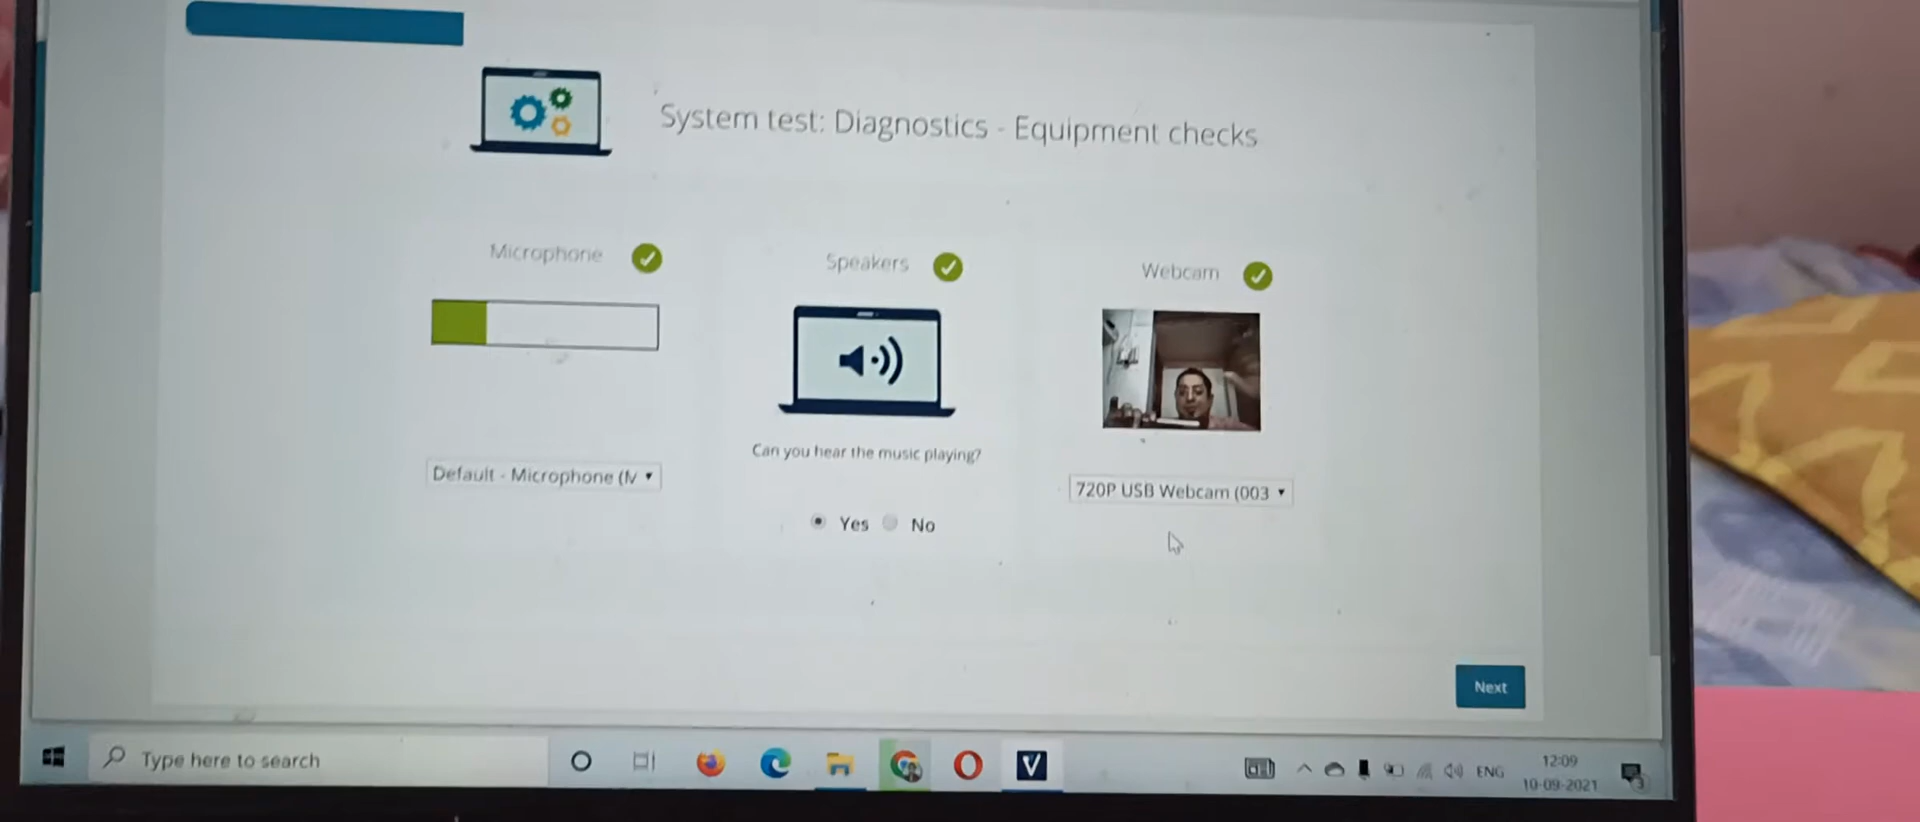 System test: Diagnostics - Equipment checks
Microphone
Speakers
Webcam
Can you hear the music playing?
Default - Microphone (M
720P USB Webcam (003
Yes
No
Next
Type here to search
ENG
12:09
10-09-2021
3